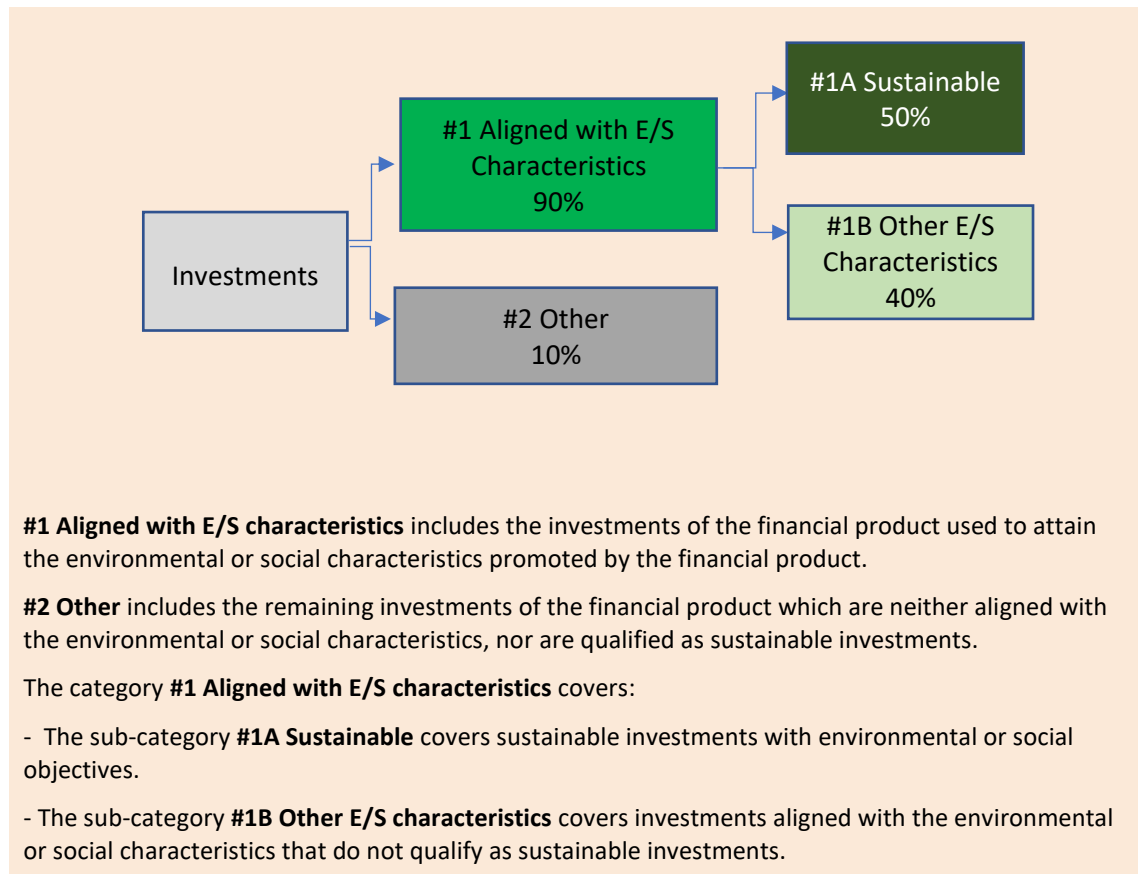 #1A Sustainable
50%
#1 Aligned with E/S
Characteristics
90%
#1B Other E/S
Characteristics
40%
Investments
#2 Other
10%
#1 Aligned with E/S characteristics includes the investments of the financial product used to attain
the environmental or social characteristics promoted by the financial product.
#2 Other includes the remaining investments of the financial product which are neither aligned with
the environmental or social characteristics, nor are qualified as sustainable investments.
The category #1 Aligned with E/S characteristics covers:
- The sub-category #1A Sustainable covers sustainable investments with environmental or social
objectives.
- The sub-category #1B Other E/S characteristics covers investments aligned with the environmental
or social characteristics that do not qualify as sustainable investments.